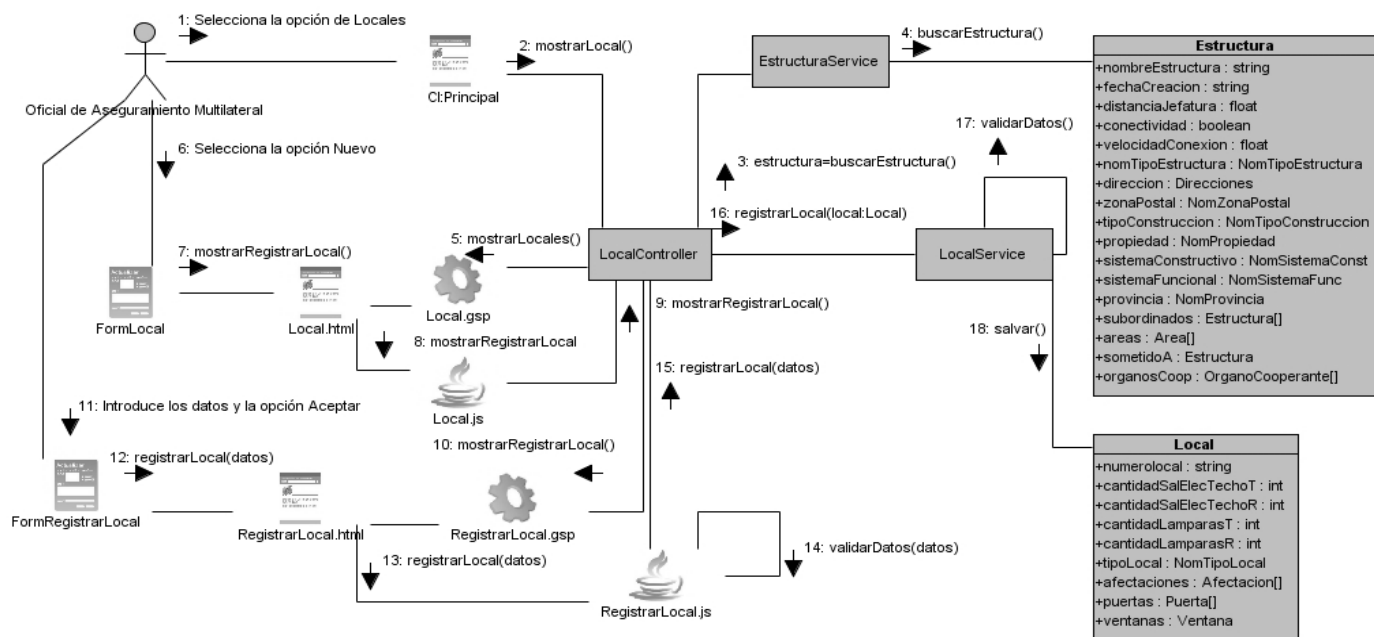 1: Selecciona la opción de Locales
2: mostrarLocal()
4: buscarEstructura()
EstructuraService
CI:Principal
Oficial de Aseguramiento Multilateral
Estructura
+nombreEstructura : string
+fechaCreacion : string
+distanciaJefatura : float
+conectividad : boolean
+velocidadConexion : float
+nomTipoEstructura : NomTipoEstructura
+direccion : Direcciones
+zonaPostal : NomZonaPostal
+tipoConstruccion : NomTipoConstruccion
+propiedad : NomPropiedad
+sistemaConstructivo : NomSistemaConst
+sistemaFuncional : NomSistemaFunc
+provincia : NomProvincia
+subordinados : Estructura[]
+areas : Area[]
+sometidoA : Estructura
+organosCoop : OrganoCooperante[]
17: validarDatos()
6: Selecciona la opción Nuevo
3: estructura=buscarEstructura()
16: registrarLocal(local:Local)
5: mostrarLocales()
7: mostrarRegistrarLocal()
LocalController
LocalService
9: mostrarRegistrarLocal()
FormLocal
Local.html
Local.gsp
18: salvar()
8: mostrarRegistrarLocal
15: registrarLocal(datos)
Local.js
11: Introduce los datos y la opción Aceptar
10: mostrarRegistrarLocal()
12: registrarLocal(datos)
FormRegistrarLocal
RegistrarLocal.html
RegistrarLocal.gsp
14: validarDatos(datos)
13: registrarLocal(datos)
RegistrarLocal.js
Local
+numerolocal : string
+cantidadSalElecTechoT : int
+cantidadSalElecTechoR : int
+cantidadLamparasT : int
+cantidadLamparasR : int
+tipoLocal : NomTipoLocal
+afectaciones : Afectacion[]
+puertas : Puerta[]
+ventanas : Ventana